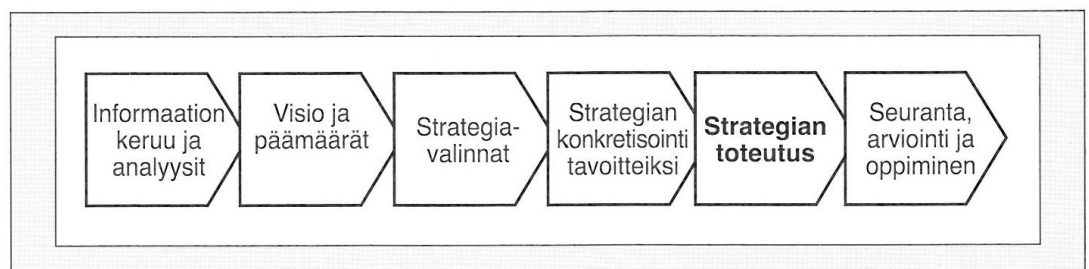 Informaation
keruu ja
analyysit
Visio ja
päämäärät
Strategia-
valinnat
Strategian
konkretisointi
tavoitteiksi
Strategian
toteutus
Seuranta,
arviointi ja
oppiminen